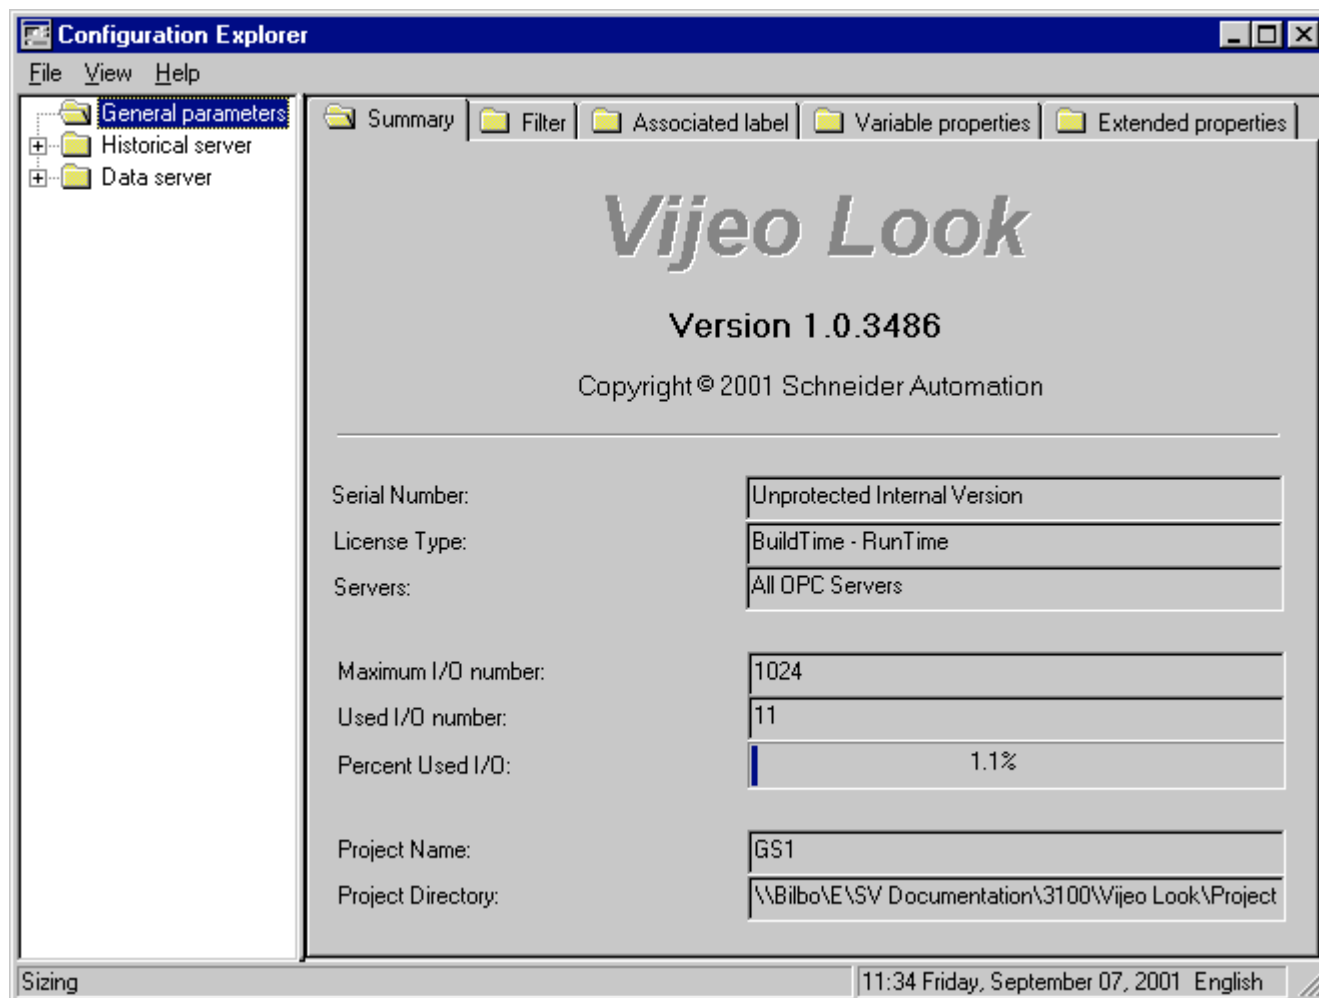 Configuration Explorer
File View Help
General parameters
Historical server
Data server
Summary Filter Associated label Variable properties Extended properties
Vijeo Look
Version 1.0.3486
Copyright © 2001 Schneider Automation
Serial Number: Unprotected Internal Version
License Type: BuildTime - RunTime
Servers: All OPC Servers
Maximum I/O number: 1024
Used I/O number: 11
Percent Used I/O: 1.1%
Project Name: GS1
Project Directory: \\Bilbo\E\SV Documentation\3100\Vijeo Look\Project
Sizing 11:34 Friday, September 07, 2001 English